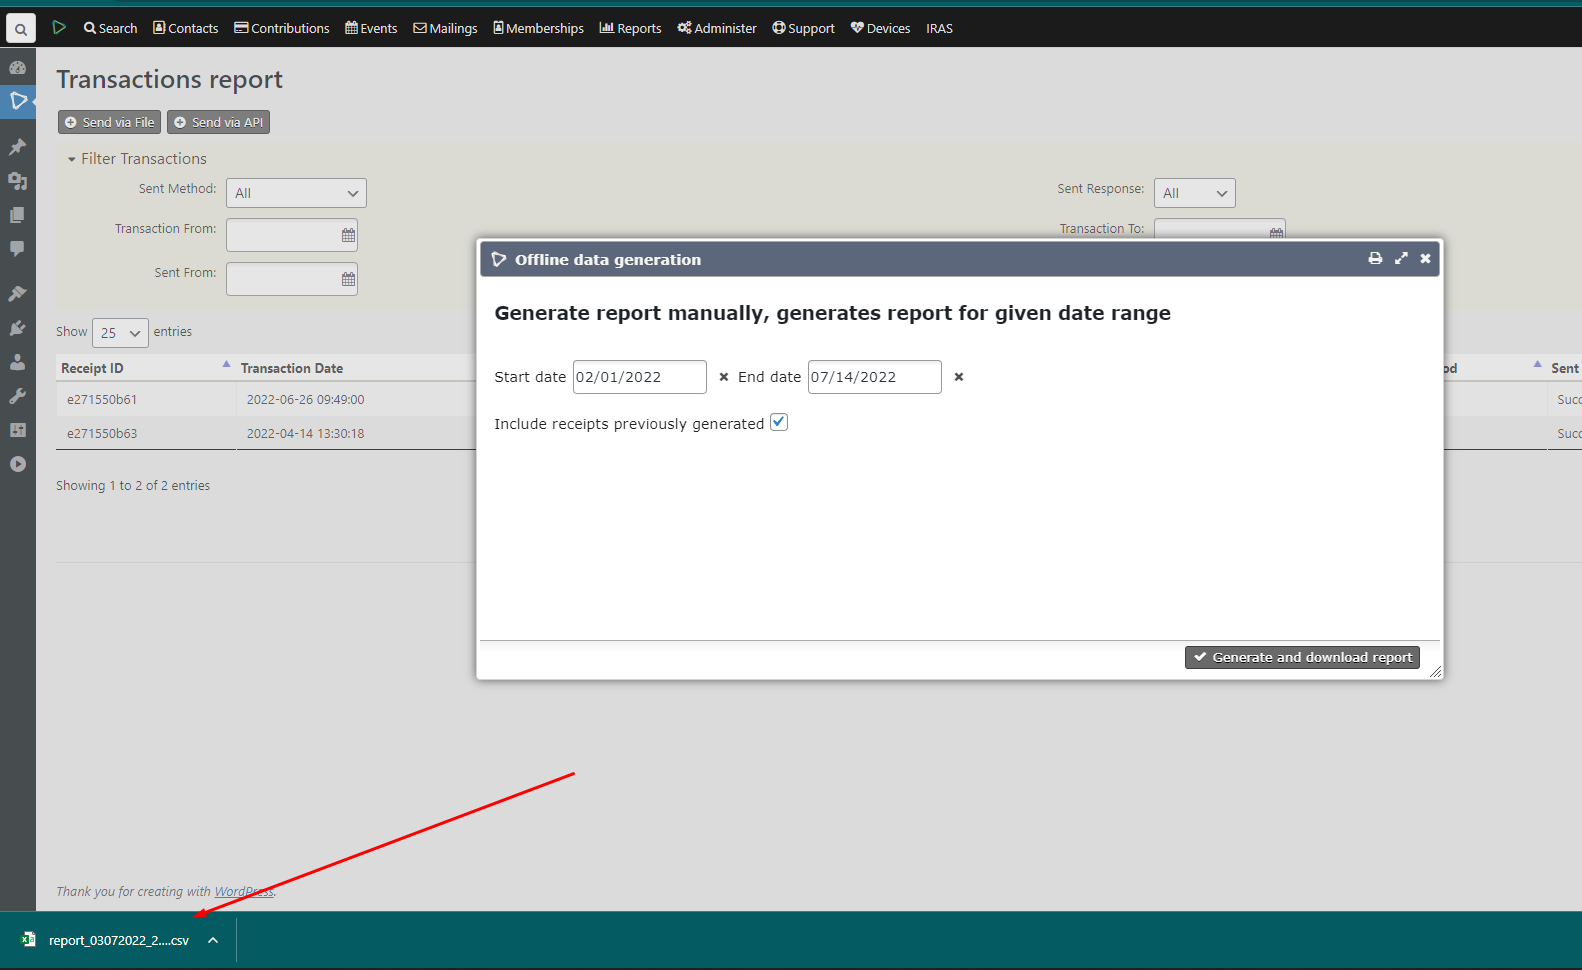 Search Contacts Contributions Events Mailings Memberships Reports Administer Support Devices IRAS
Transactions report
Send via File Send via API
Filter Transactions
Sent Method: All Sent Response: All
Transaction From: Transaction To:
Sent From:
Offline data generation
Generate report manually, generates report for given date range
Start date 02/01/2022 End date 07/14/2022
Include receipts previously generated
Generate and download report
Show 25 entries
Receipt ID Transaction Date od Sent
e271550b61 2022-06-26 09:49:00 Succ
e271550b63 2022-04-14 13:30:18 Succ
Showing 1 to 2 of 2 entries
Thank you for creating with WordPress.
report_03072022_2....csv